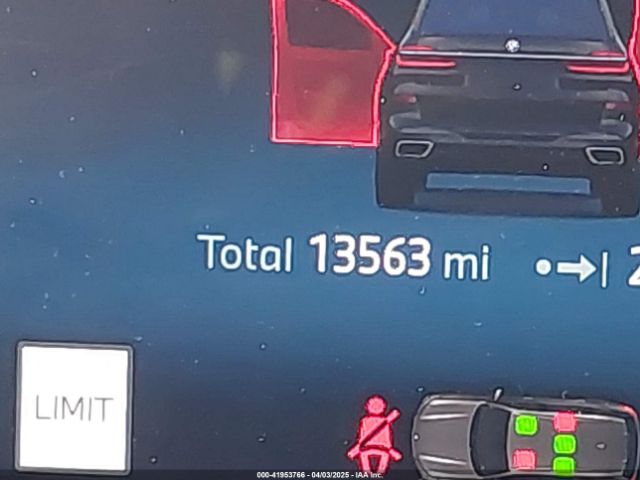 Total 13563 mi
LIMIT
000-41953766 - 04/03/2025 - IAA Inc.